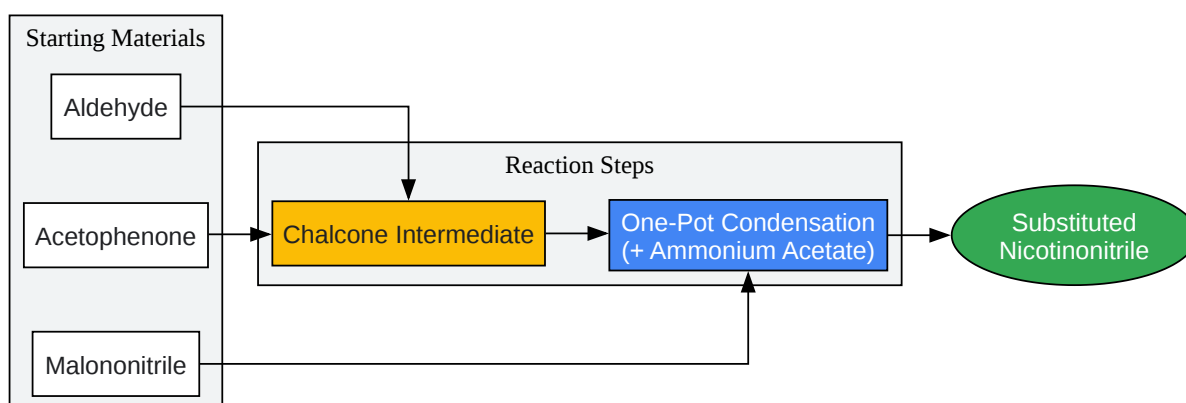 Starting Materials
Aldehyde
Acetophenone
Malononitrile
Reaction Steps
Chalcone Intermediate
One-Pot Condensation
(+ Ammonium Acetate)
Substituted
Nicotinonitrile